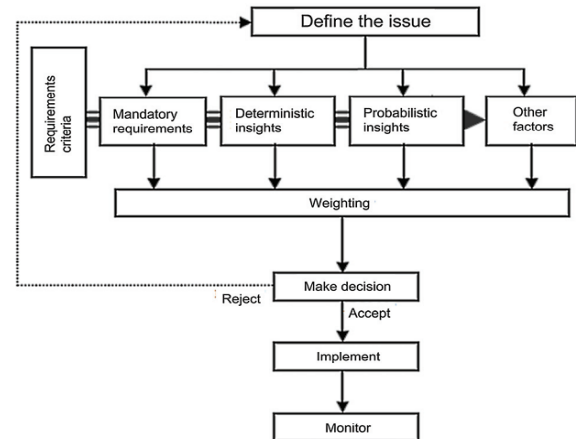 Define the issue
Requirements
criteria
Mandatory
requirements
Deterministic
insights
Probabilistic
insights
Other
factors
Weighting
Make decision
Reject
Accept
Implement
Monitor